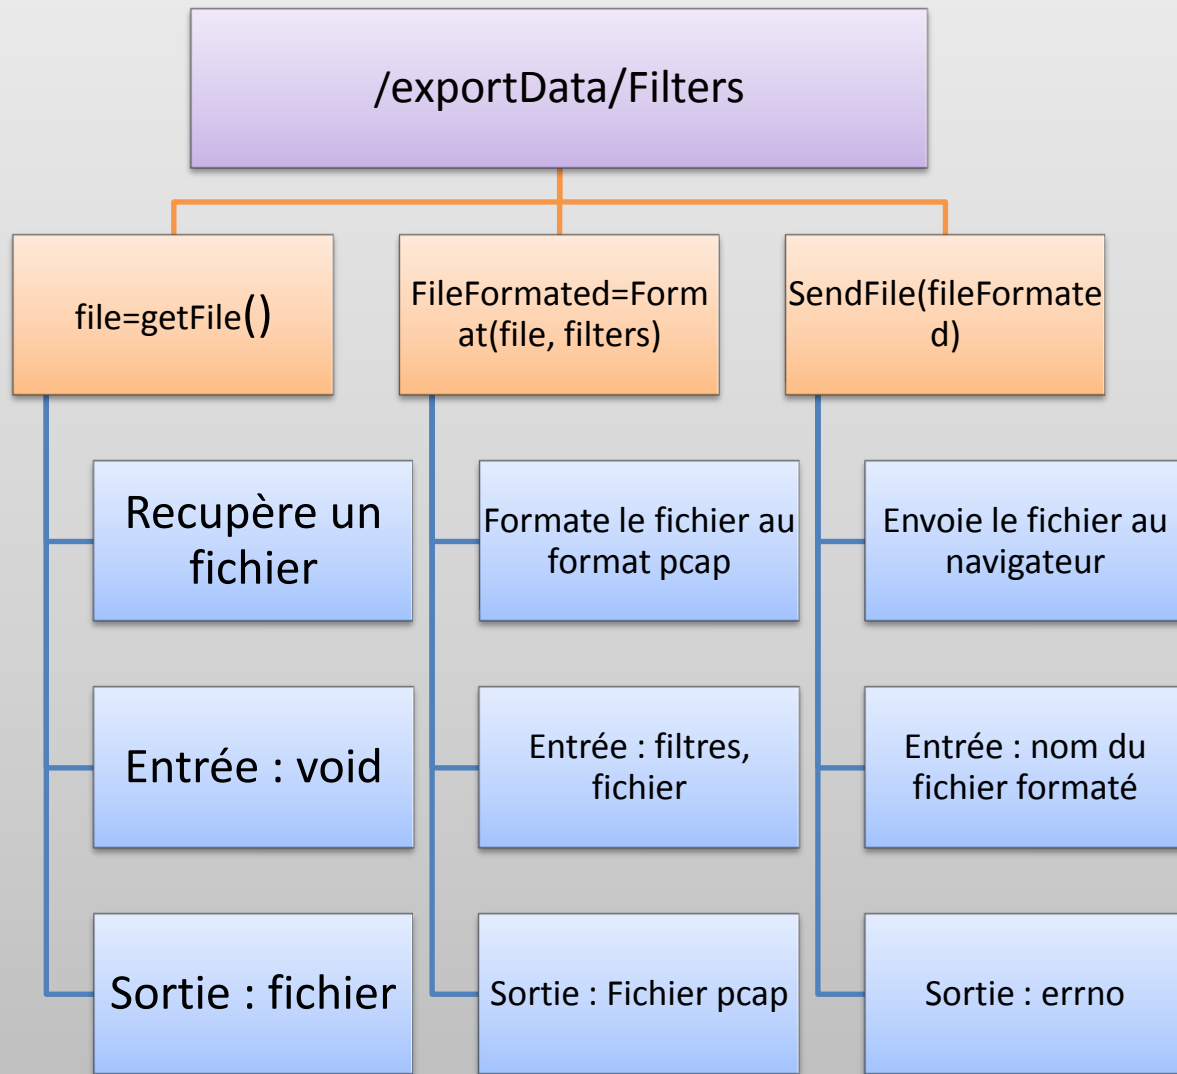 /exportData/Filters
file=getFile()
FileFormated=Form
at(file, filters)
SendFile(fileFormate
d)
Recupère un
fichier
Formate le fichier au
format pcap
Envoie le fichier au
navigateur
Entrée : void
Entrée : filtres,
fichier
Entrée : nom du
fichier formaté
Sortie : fichier
Sortie : Fichier pcap
Sortie : errno